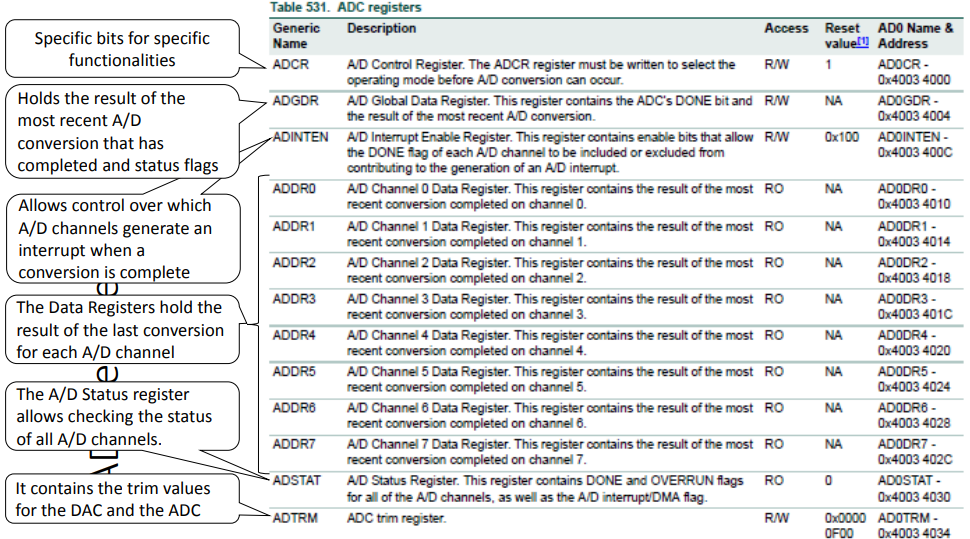 Table 531. ADC registers
Generic Name Description Access Reset value[1] AD0 Name & Address
Specific bits for specific
functionalities
ADCR A/D Control Register. The ADCR register must be written to select the R/W 1 AD0CR -
operating mode before A/D conversion can occur. 0x4003 4000
Holds the result of the
most recent A/D
conversion that has
completed and status flags
ADGDR A/D Global Data Register. This register contains the ADC's DONE bit and R/W NA AD0GDR -
the result of the most recent A/D conversion. 0x4003 4004
ADINTEN A/D Interrupt Enable Register. This register contains enable bits that allow R/W 0x100 AD0INTEN -
the DONE flag of each A/D channel to be included or excluded from 0x4003 400C
contributing to the generation of an A/D interrupt.
Allows control over which
A/D channels generate an
interrupt when a
conversion is complete
ADDR0 A/D Channel 0 Data Register. This register contains the result of the most RO NA AD0DR0 -
recent conversion completed on channel 0. 0x4003 4010
ADDR1 A/D Channel 1 Data Register. This register contains the result of the most RO NA AD0DR1 -
recent conversion completed on channel 1. 0x4003 4014
ADDR2 A/D Channel 2 Data Register. This register contains the result of the most RO NA AD0DR2 -
recent conversion completed on channel 2. 0x4003 4018
The Data Registers hold the
result of the last conversion
for each A/D channel
ADDR3 A/D Channel 3 Data Register. This register contains the result of the most RO NA AD0DR3 -
recent conversion completed on channel 3. 0x4003 401C
ADDR4 A/D Channel 4 Data Register. This register contains the result of the most RO NA AD0DR4 -
recent conversion completed on channel 4. 0x4003 4020
ADDR5 A/D Channel 5 Data Register. This register contains the result of the most RO NA AD0DR5 -
recent conversion completed on channel 5. 0x4003 4024
The A/D Status register
allows checking the status
of all A/D channels.
ADDR6 A/D Channel 6 Data Register. This register contains the result of the most RO NA AD0DR6 -
recent conversion completed on channel 6. 0x4003 4028
ADDR7 A/D Channel 7 Data Register. This register contains the result of the most RO NA AD0DR7 -
recent conversion completed on channel 7. 0x4003 402C
ADSTAT A/D Status Register. This register contains DONE and OVERRUN flags RO 0 AD0STAT -
for all of the A/D channels, as well as the A/D interrupt/DMA flag. 0x4003 4030
It contains the trim values
for the DAC and the ADC
ADTRM ADC trim register. R/W 0x0000 AD0TRM -
0F00 0x4003 4034